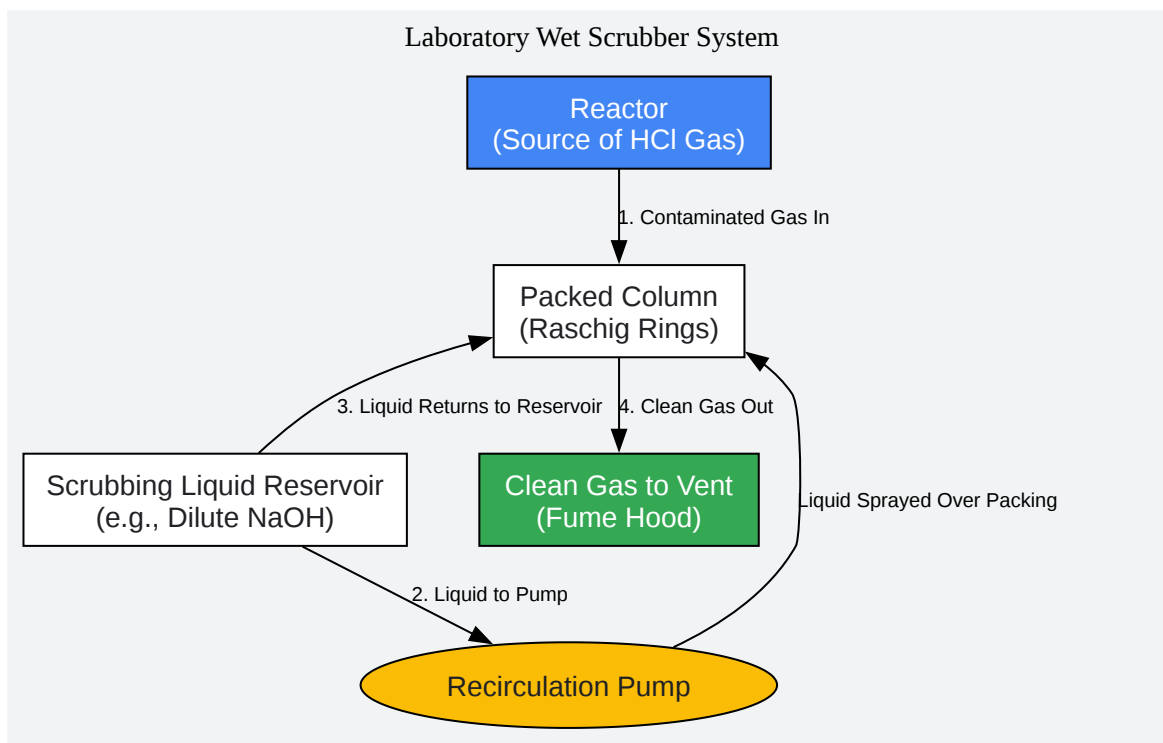 Laboratory Wet Scrubber System
Reactor
(Source of HCl Gas)
1. Contaminated Gas In
Packed Column
(Raschig Rings)
3. Liquid Returns to Reservoir
4. Clean Gas Out
Scrubbing Liquid Reservoir
(e.g., Dilute NaOH)
Clean Gas to Vent
(Fume Hood)
Liquid Sprayed Over Packing
2. Liquid to Pump
Recirculation Pump